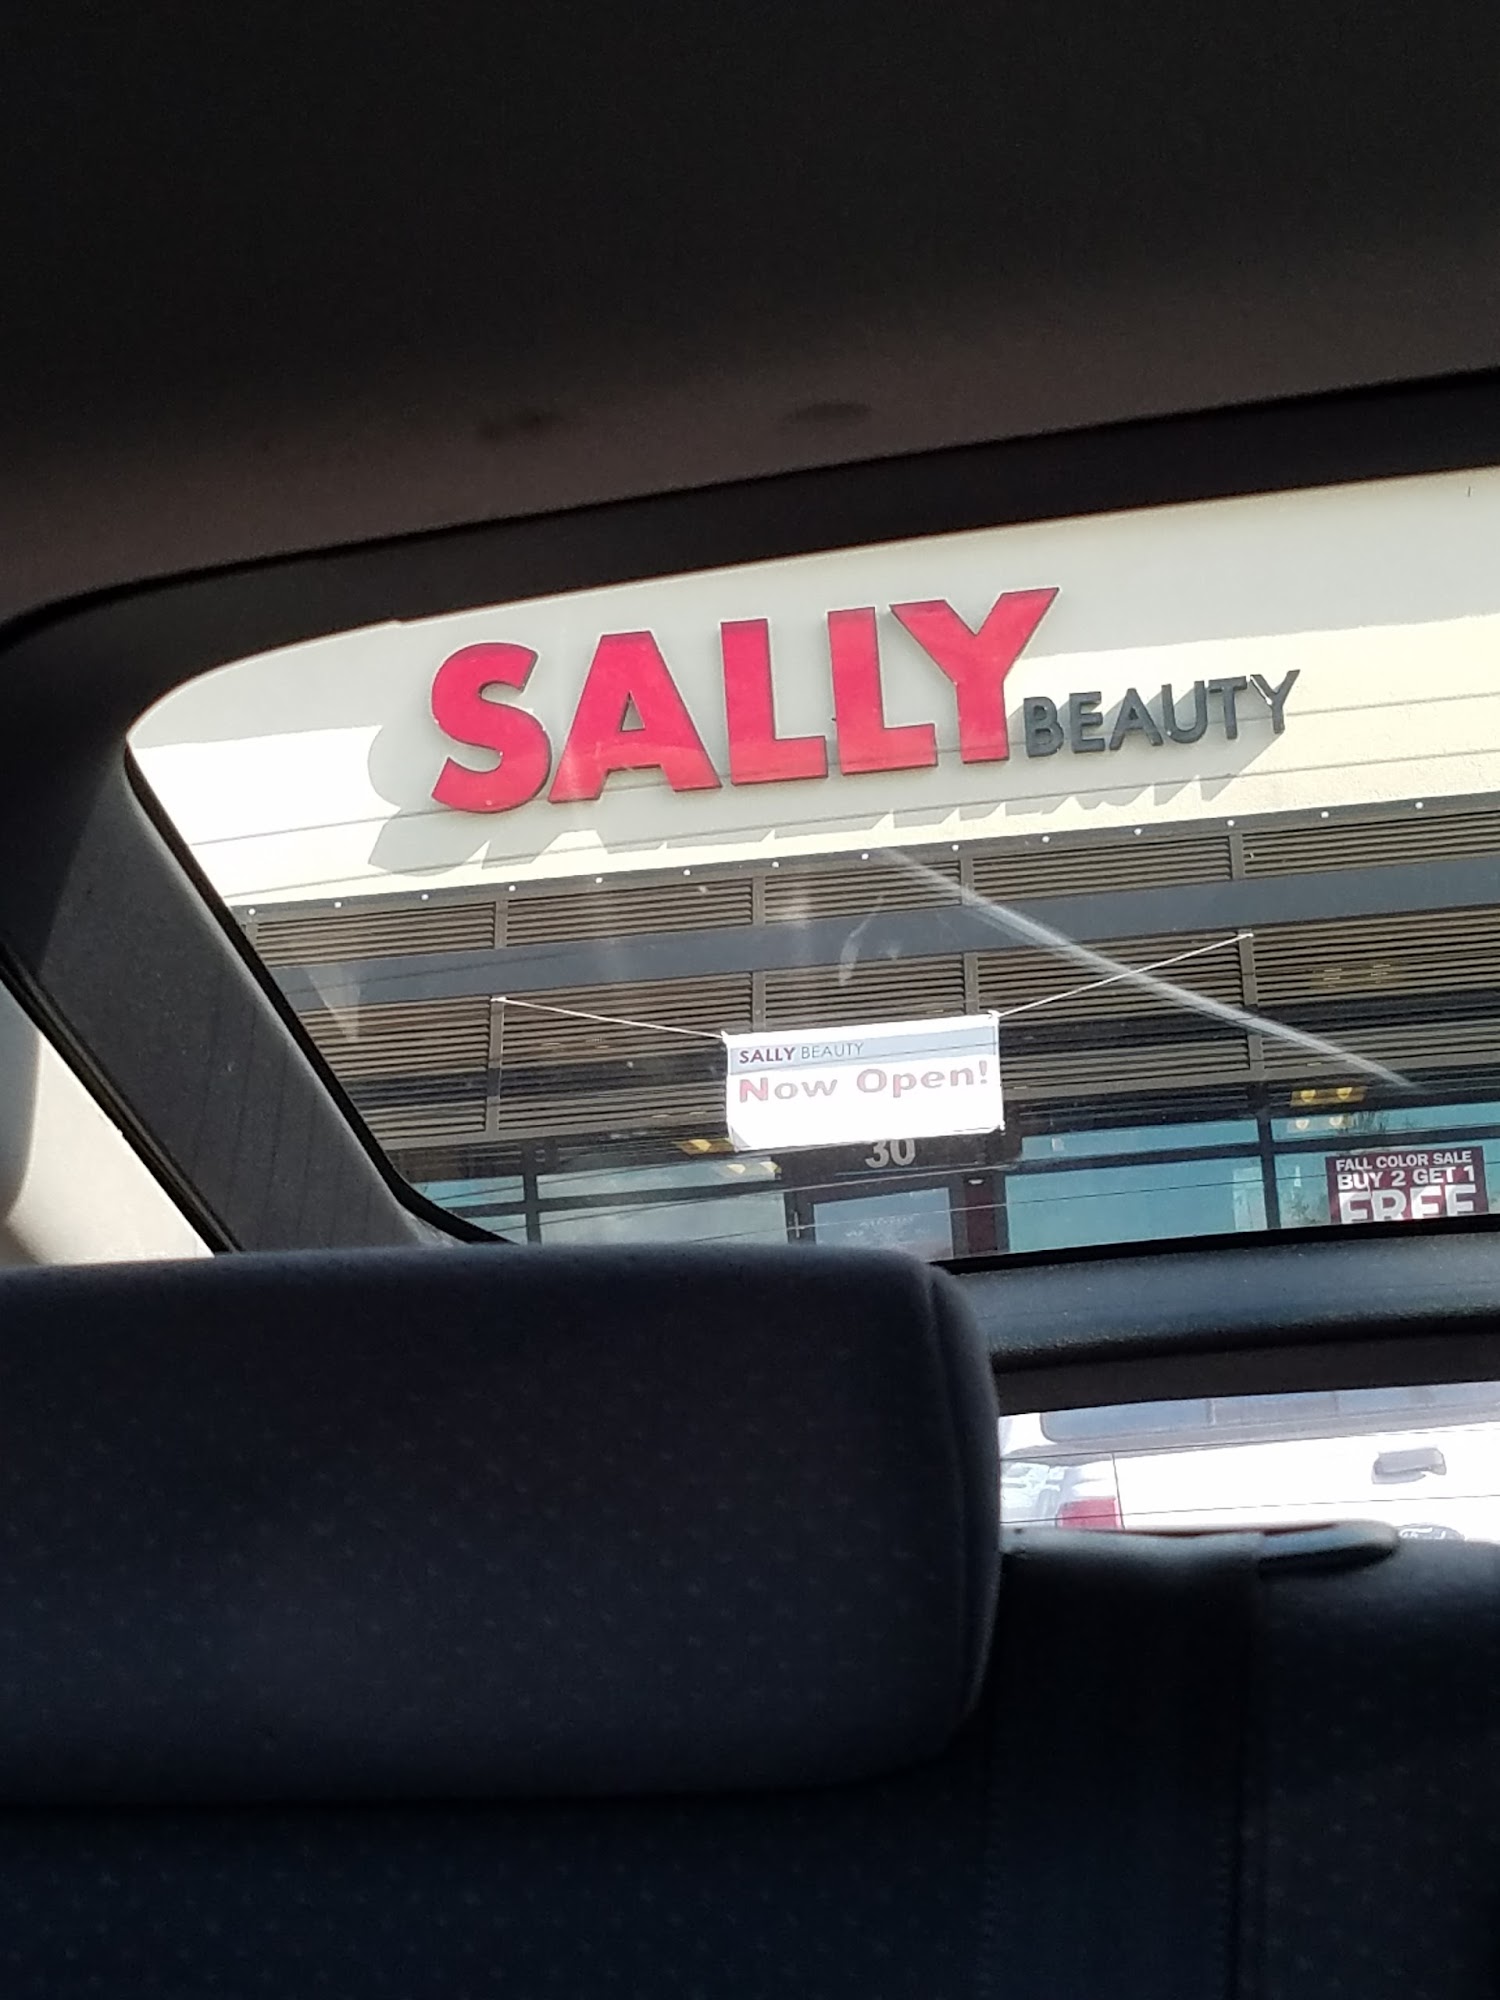 SALLY BEAUTY
SALLY BEAUTY
Now Open!
30
FALL COLOR SALE
BUY 2 GET 1
FREE